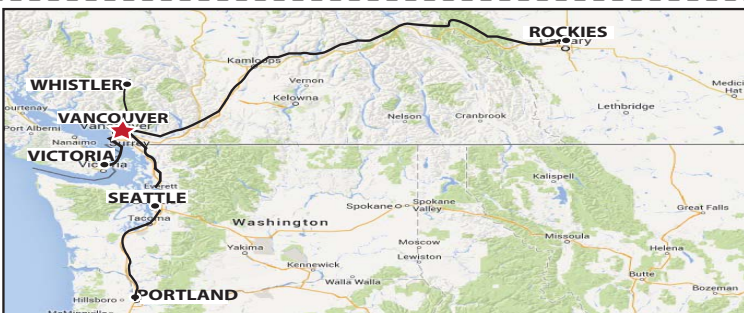 ROCKIES
Calgary
Kamloops
WHISTLER
Vernon
Kelowna
Medicine
Hat
Lethbridge
VANCOUVER
Port Alberni
Nanaimo
Surrey
Nelson
Cranbrook
VICTORIA
Victoria
Everett
Kalispell
SEATTLE
Tacoma
Washington
Spokane
Spokane
Valley
Great Falls
Yakima
Moscow
Lewiston
Missoula
Helena
Kennewick
Walla Walla
Butte
Bozeman
Hillsboro
PORTLAND